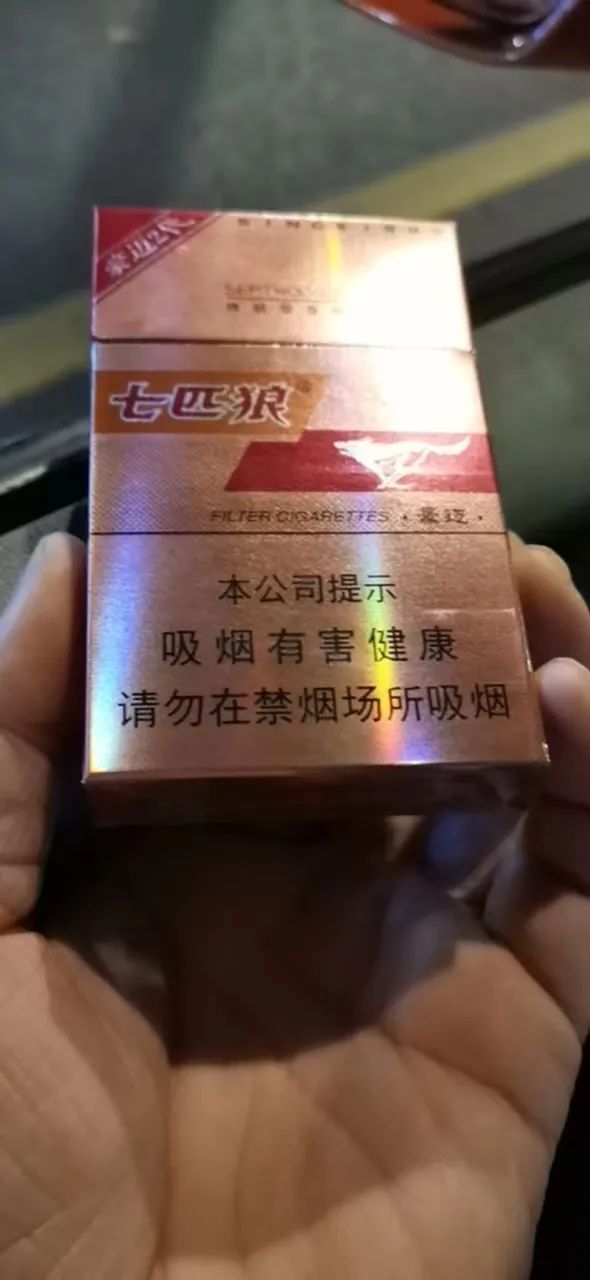 豪迈2代
七匹狼®
FILTER CIGARETTES · 豪迈 ·
本公司提示
吸烟有害健康
请勿在禁烟场所吸烟